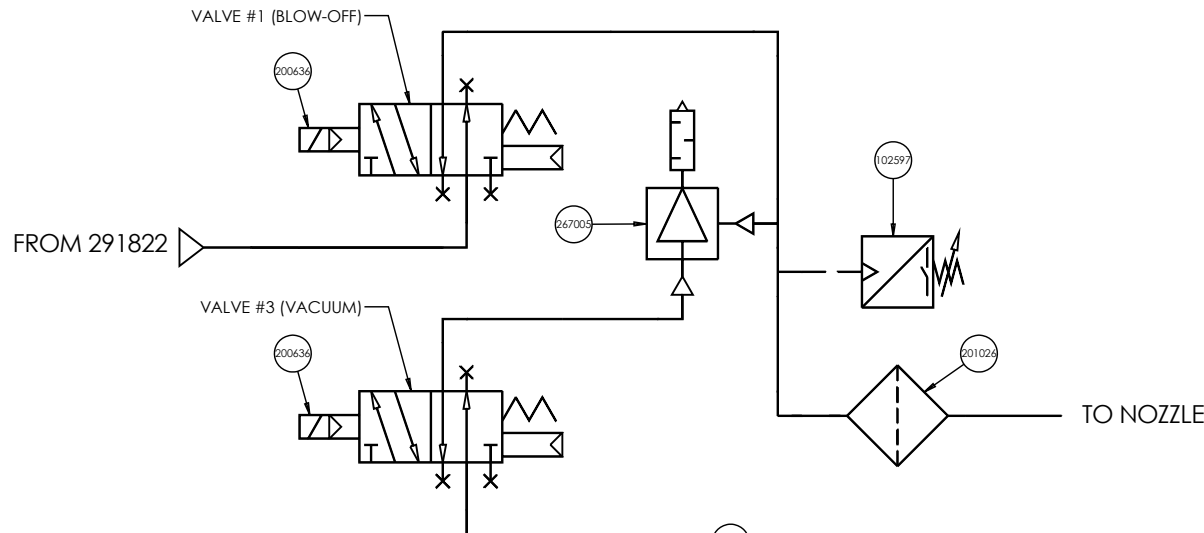 VALVE #1 (BLOW-OFF)
200636
102597
267005
FROM 291822
VALVE #3 (VACUUM)
200636
201026
TO NOZZLE